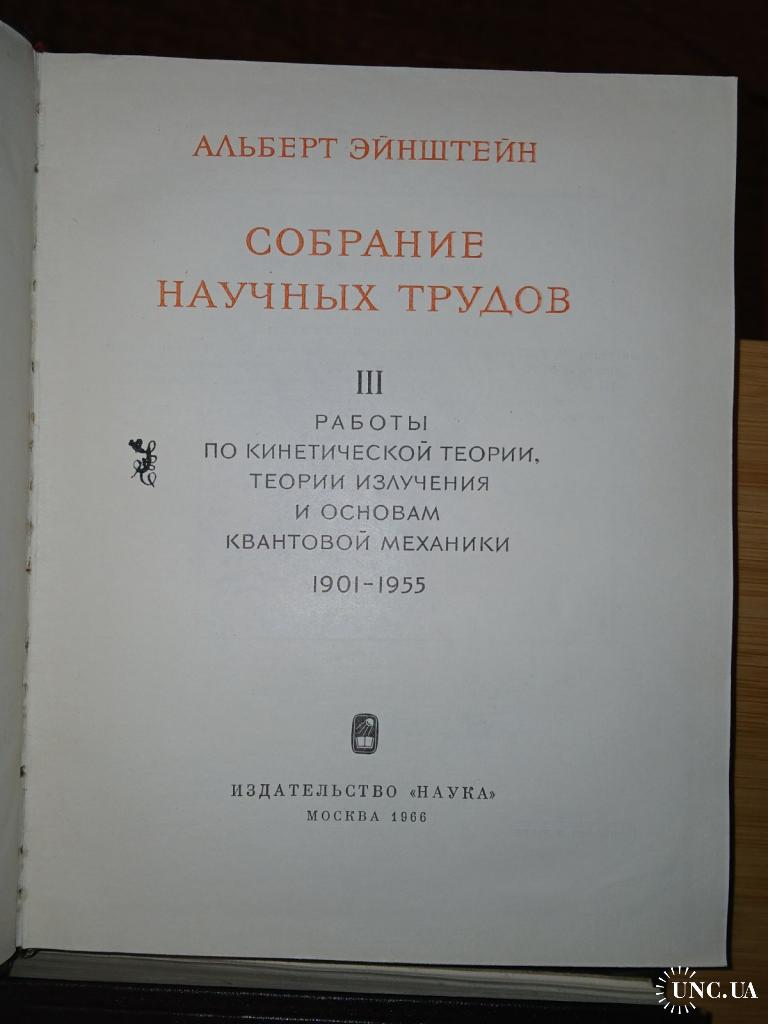 АЛЬБЕРТ ЭЙНШТЕЙН
СОБРАНИЕ
НАУЧНЫХ ТРУДОВ
III
РАБОТЫ
ПО КИНЕТИЧЕСКОЙ ТЕОРИИ,
ТЕОРИИ ИЗЛУЧЕНИЯ
И ОСНОВАМ
КВАНТОВОЙ МЕХАНИКИ
1901-1955
ИЗДАТЕЛЬСТВО «НАУКА»
МОСКВА 1966
UNC.UA